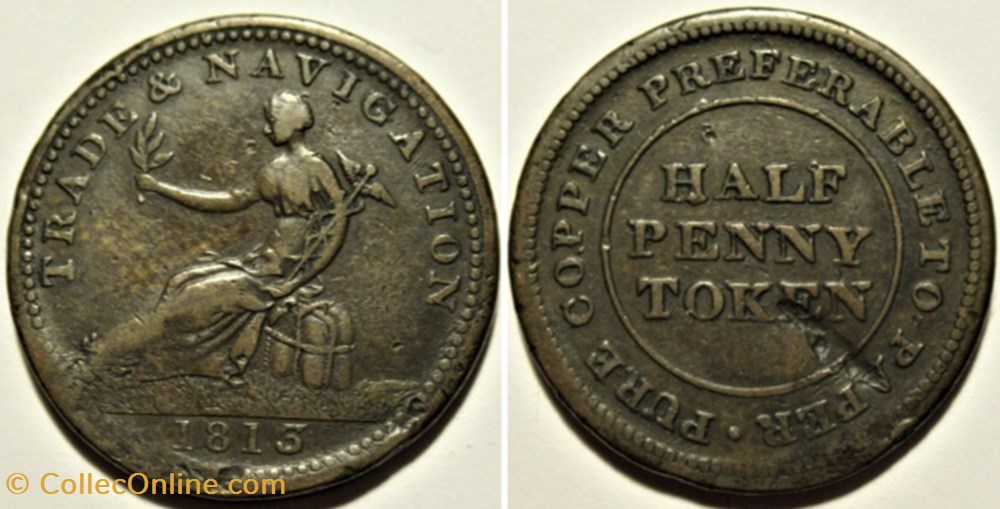 TRADE & NAVIGATION
1813
PURE COPPER PREFERABLE TO PAPER ·
HALF
PENNY
TOKEN
© CollecOnline.com